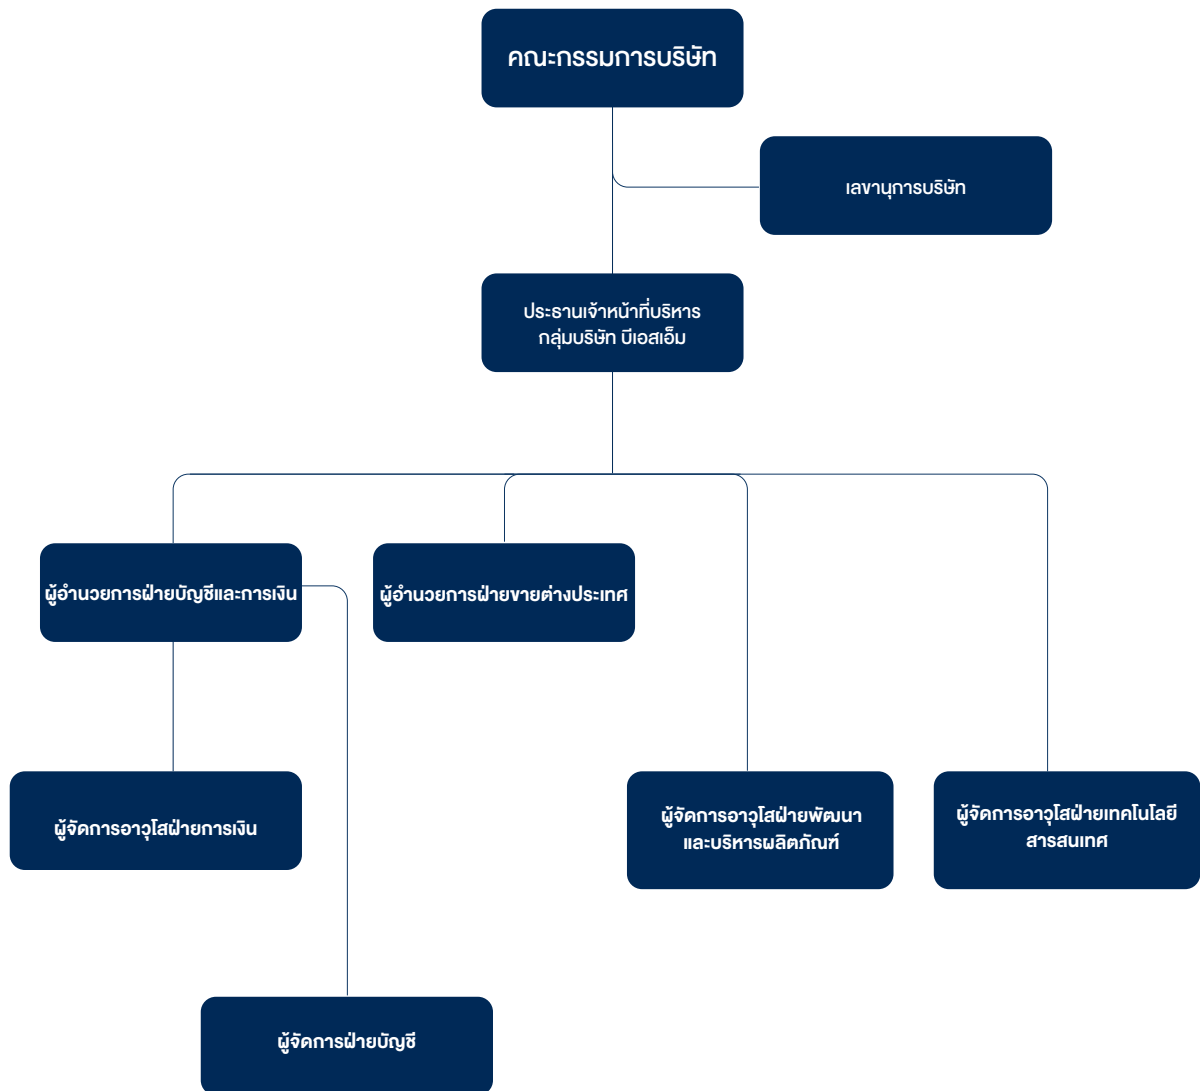 คณะกรรมการบริษัท
เลขานุการบริษัท
ประธานเจ้าหน้าที่บริหาร
กลุ่มบริษัท บีเอสเอ็ม
ผู้อำนวยการฝ่ายบัญชีและการเงิน
ผู้อำนวยการฝ่ายขายต่างประเทศ
ผู้จัดการอาวุโสฝ่ายการเงิน
ผู้จัดการอาวุโสฝ่ายพัฒนา
และบริหารผลิตภัณฑ์
ผู้จัดการอาวุโสฝ่ายเทคโนโลยี
สารสนเทศ
ผู้จัดการฝ่ายบัญชี